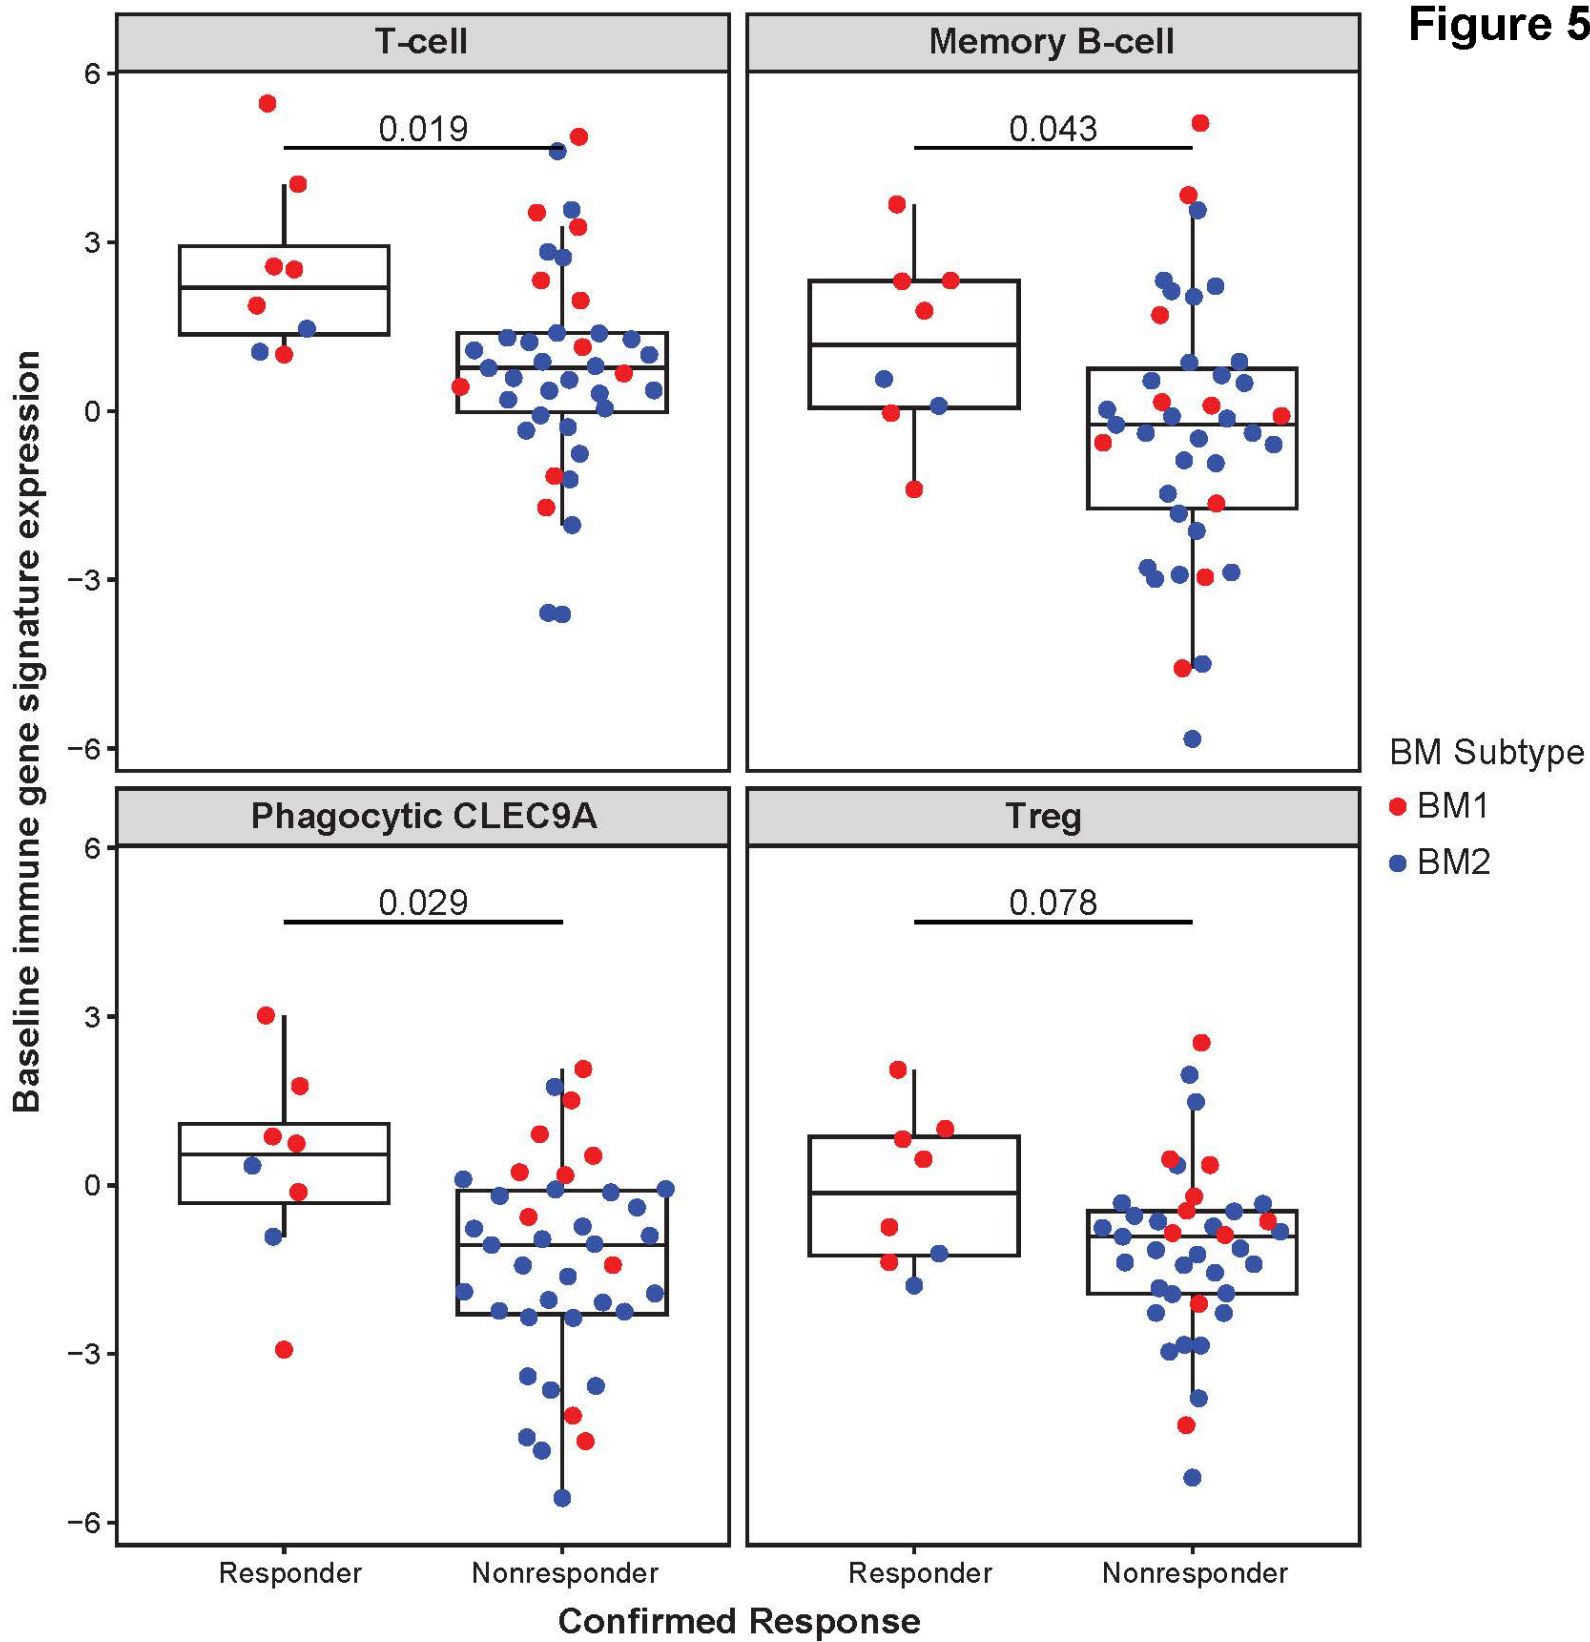 Figure 5
T-cell
Memory B-cell
6
3
0
−3
−6
0.019
0.043
Baseline immune gene signature expression
Phagocytic CLEC9A
Treg
6
3
0
−3
−6
0.029
0.078
BM Subtype
BM1
BM2
Responder
Nonresponder
Responder
Nonresponder
Confirmed Response